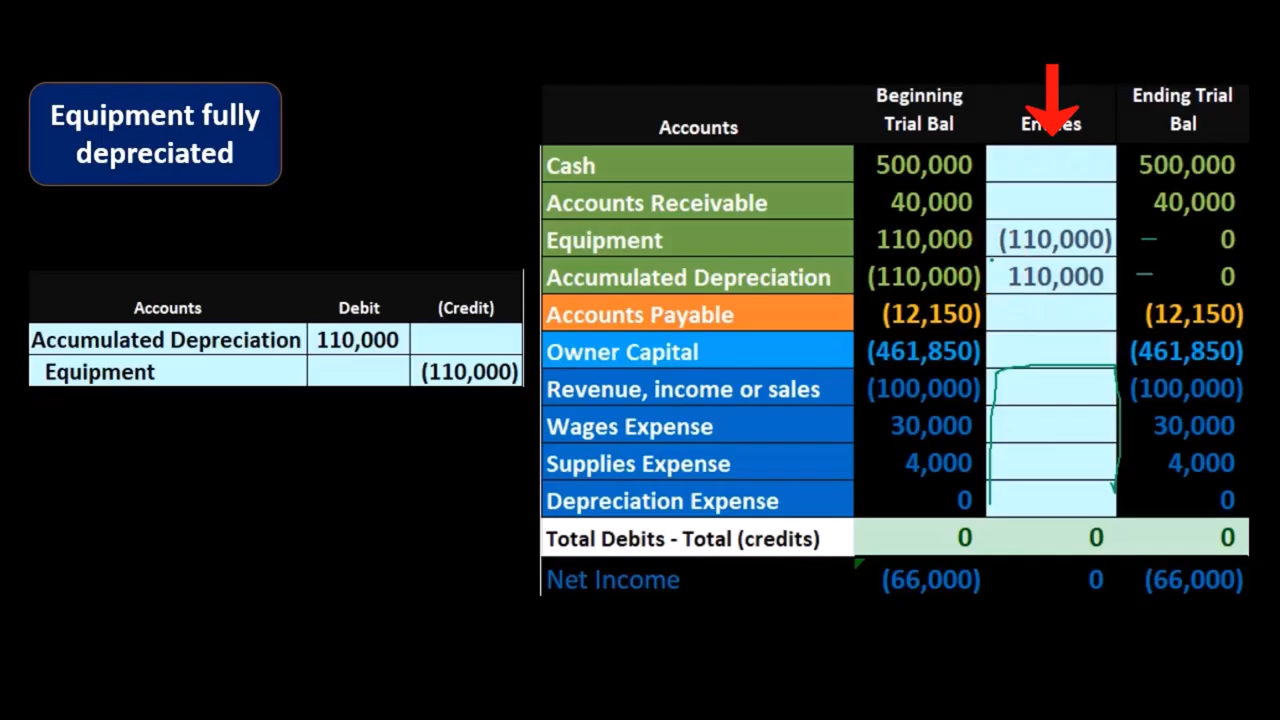 Equipment fully
depreciated
Accounts Debit (Credit)
Accumulated Depreciation 110,000
Equipment (110,000)
Beginning Ending Trial
Accounts Trial Bal Entries Bal
Cash 500,000 500,000
Accounts Receivable 40,000 40,000
Equipment 110,000 (110,000) 0
Accumulated Depreciation (110,000) 110,000 0
Accounts Payable (12,150) (12,150)
Owner Capital (461,850) (461,850)
Revenue, income or sales (100,000) (100,000)
Wages Expense 30,000 30,000
Supplies Expense 4,000 4,000
Depreciation Expense 0 0
Total Debits - Total (credits) 0 0 0
Net Income (66,000) 0 (66,000)